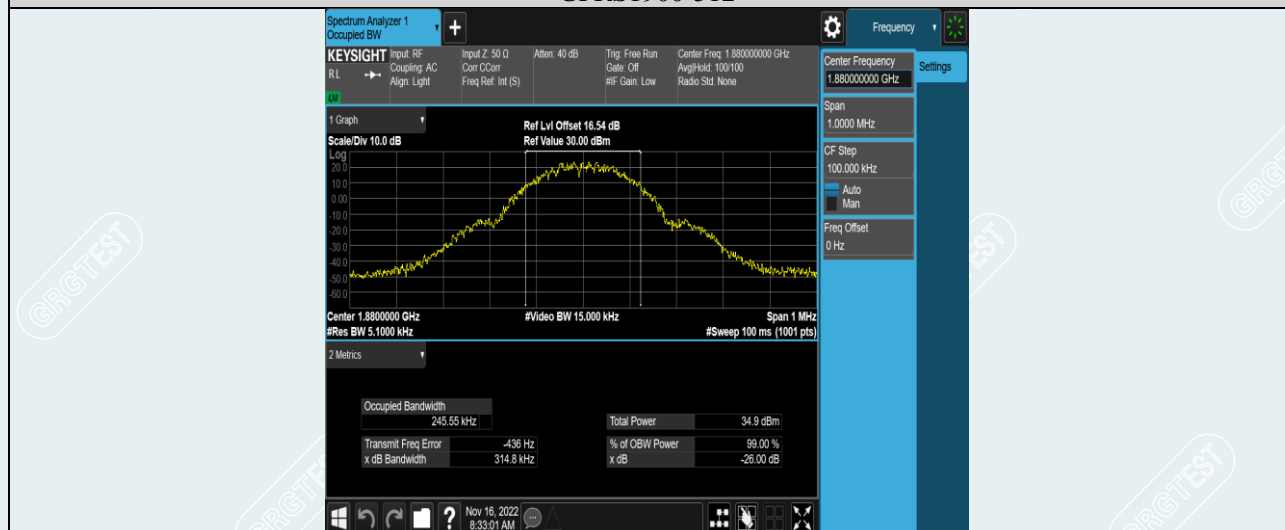 Spectrum Analyzer 1
Occupied BW
+
Frequency
KEYSIGHT
RL
LXI
Input: RF
Coupling: AC
Align: Light
Input Z: 50 Ω
Corr CCorr
Freq Ref: Int (S)
Atten: 40 dB
Trig: Free Run
Gate: Off
#IF Gain: Low
Center Freq: 1.880000000 GHz
Avg|Hold: 100/100
Radio Std: None
Center Frequency
1.880000000 GHz
Settings
Span
1.0000 MHz
CF Step
100.000 kHz
Auto
Man
Freq Offset
0 Hz
1 Graph
Scale/Div 10.0 dB
Ref Lvl Offset 16.54 dB
Ref Value 30.00 dBm
Log
20.0
10.0
0.00
-10.0
-20.0
-30.0
-40.0
-50.0
-60.0
Center 1.8800000 GHz
#Res BW 5.1000 kHz
#Video BW 15.000 kHz
Span 1 MHz
#Sweep 100 ms (1001 pts)
2 Metrics
Occupied Bandwidth
245.55 kHz
Total Power 34.9 dBm
Transmit Freq Error -436 Hz
% of OBW Power 99.00 %
x dB Bandwidth 314.8 kHz
x dB -26.00 dB
?
Nov 16, 2022
8:33:01 AM
GRGTEST
GRGTEST
GRGTEST
GRGTEST
GRGTEST